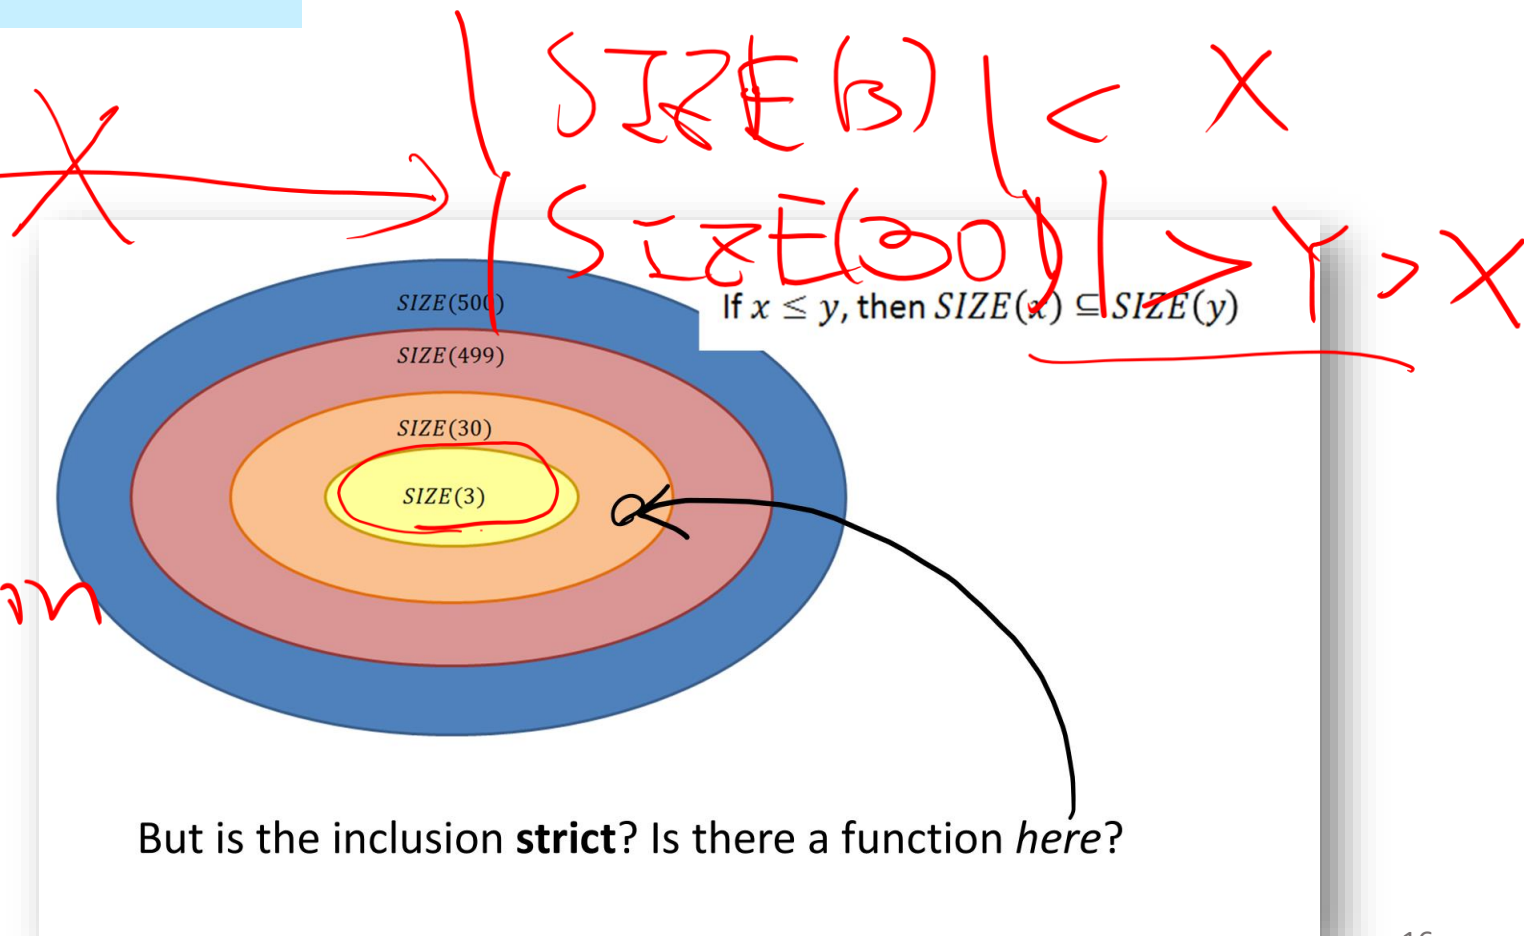 |SIZE(3)| < X
X
|SIZE(30)| > Y > X
If x ≤ y, then SIZE(x) ⊆ SIZE(y)
SIZE(500)
SIZE(499)
SIZE(30)
SIZE(3)
But is the inclusion strict? Is there a function here?